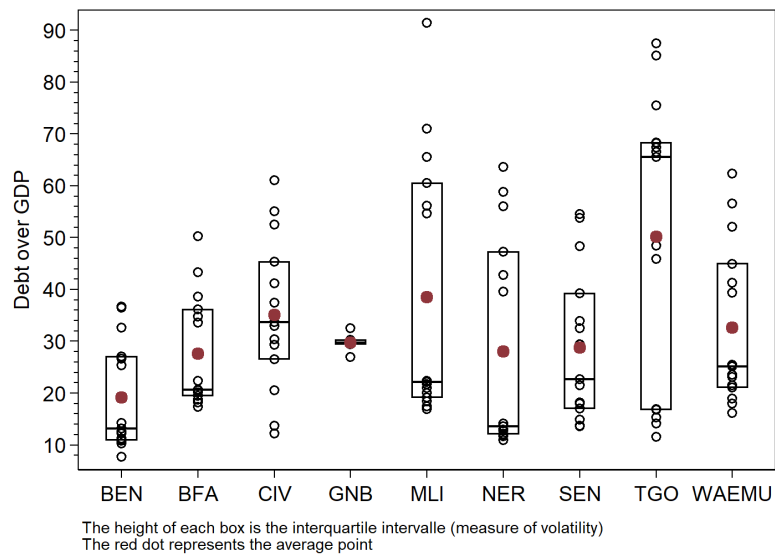 Debt over GDP
90
80
70
60
50
40
30
20
10
BEN BFA CIV GNB MLI NER SEN TGO WAEMU
The height of each box is the interquartile intervalle (measure of volatility)
The red dot represents the average point